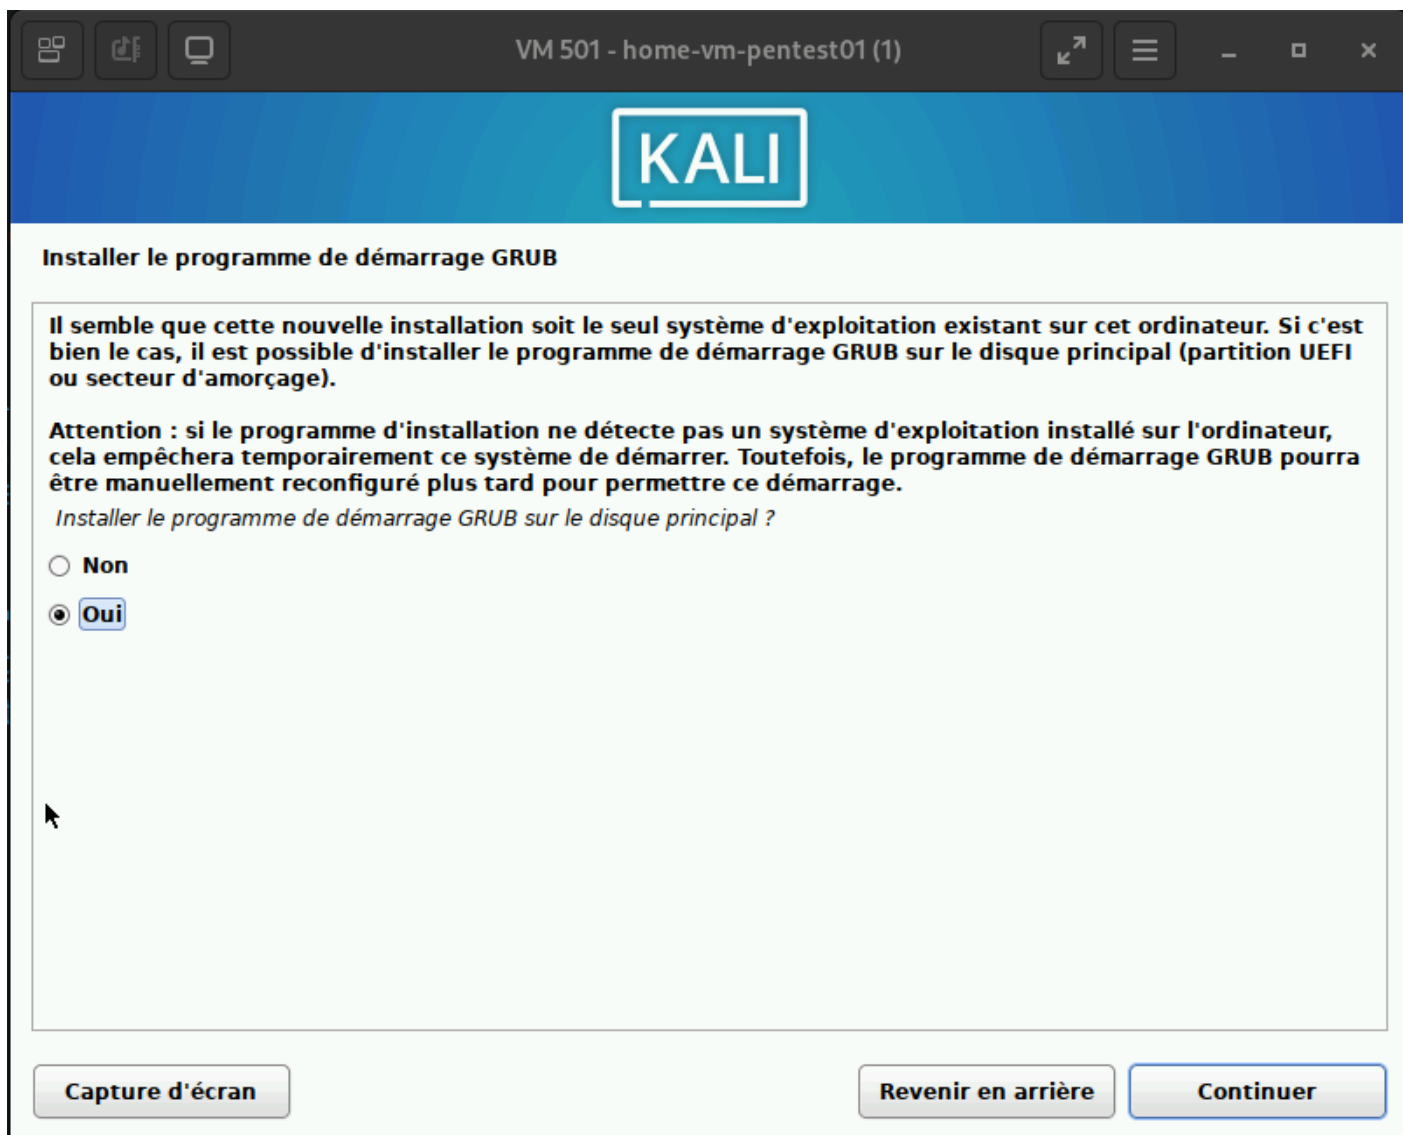 VM 501 - home-vm-pentest01 (1)
KALI
Installer le programme de démarrage GRUB
Il semble que cette nouvelle installation soit le seul système d'exploitation existant sur cet ordinateur. Si c'est
bien le cas, il est possible d'installer le programme de démarrage GRUB sur le disque principal (partition UEFI
ou secteur d'amorçage).
Attention : si le programme d'installation ne détecte pas un système d'exploitation installé sur l'ordinateur,
cela empêchera temporairement ce système de démarrer. Toutefois, le programme de démarrage GRUB pourra
être manuellement reconfiguré plus tard pour permettre ce démarrage.
Installer le programme de démarrage GRUB sur le disque principal ?
Non
Oui
Capture d'écran
Revenir en arrière
Continuer